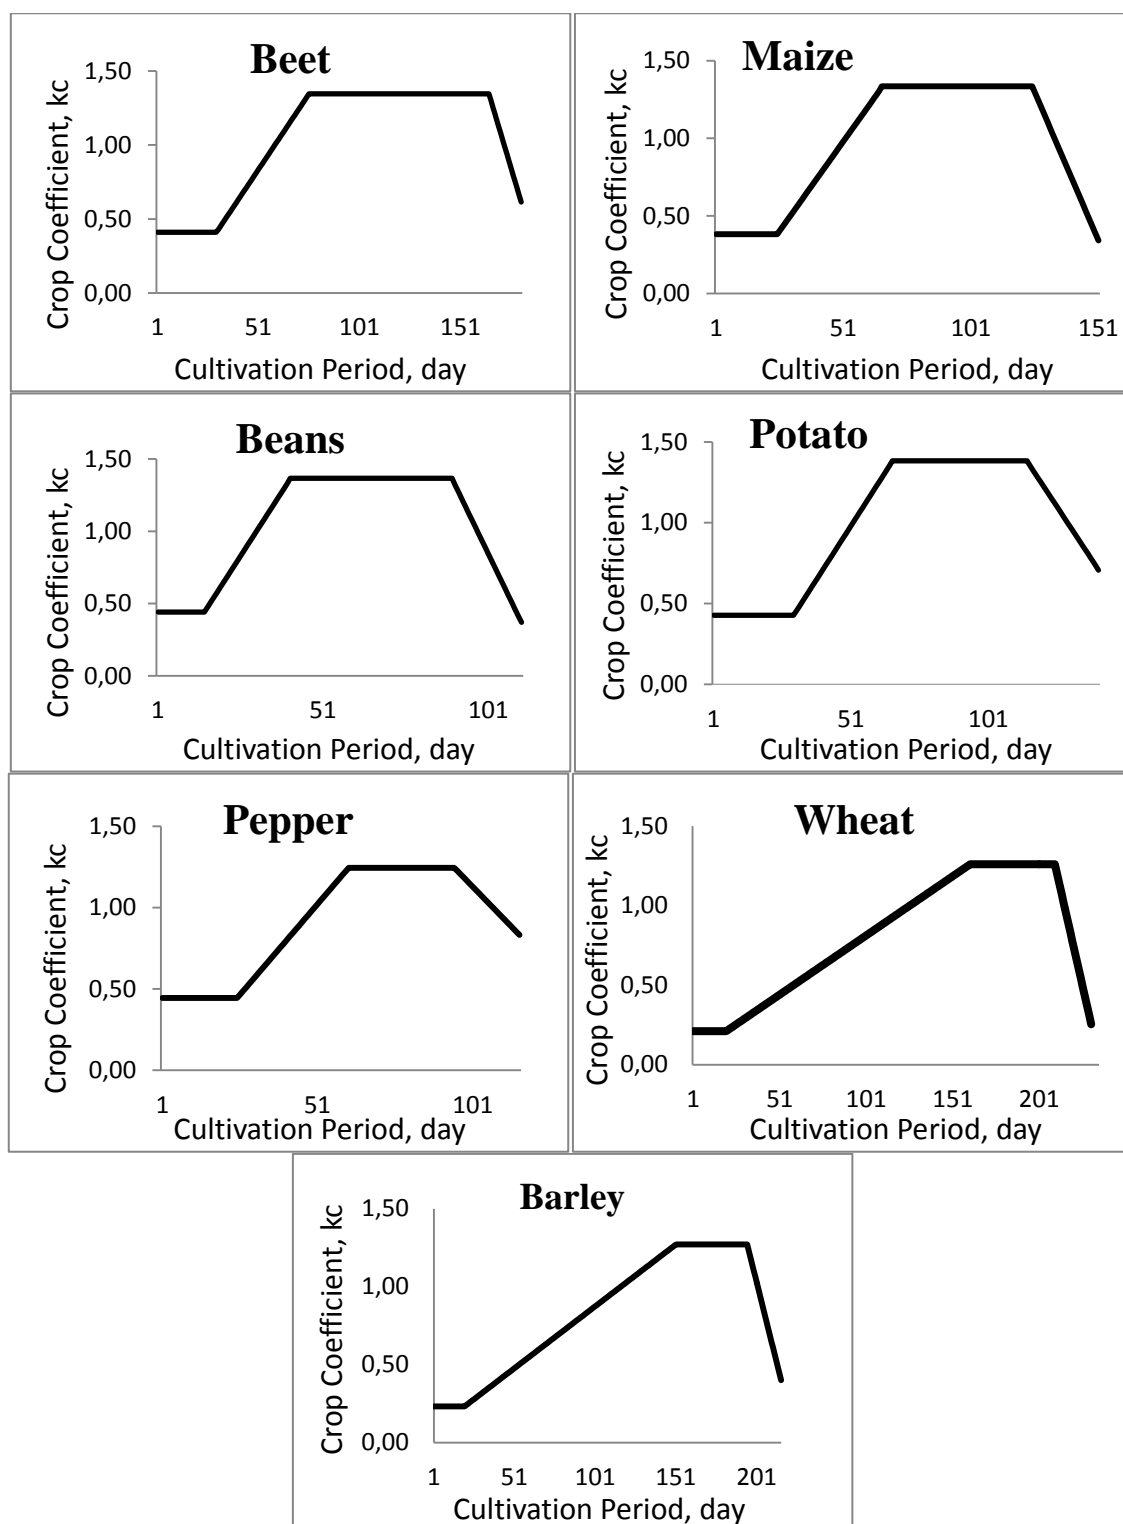 Beet
Crop Coefficient, kc
1,50
1,00
0,50
0,00
1 51 101 151
Cultivation Period, day
Maize
Crop Coefficient, kc
1,50
1,00
0,50
0,00
1 51 101 151
Cultivation Period, day
Beans
Crop Coefficient, kc
1,50
1,00
0,50
0,00
1 51 101
Cultivation Period, day
Potato
Crop Coefficient, kc
1,50
1,00
0,50
0,00
1 51 101
Cultivation Period, day
Pepper
Crop Coefficient, kc
1,50
1,00
0,50
0,00
1 51 101
Cultivation Period, day
Wheat
Crop Coefficient, kc
1,50
1,00
0,50
0,00
1 51 101 151 201
Cultivation Period, day
Barley
Crop Coefficient, kc
1,50
1,00
0,50
0,00
1 51 101 151 201
Cultivation Period, day